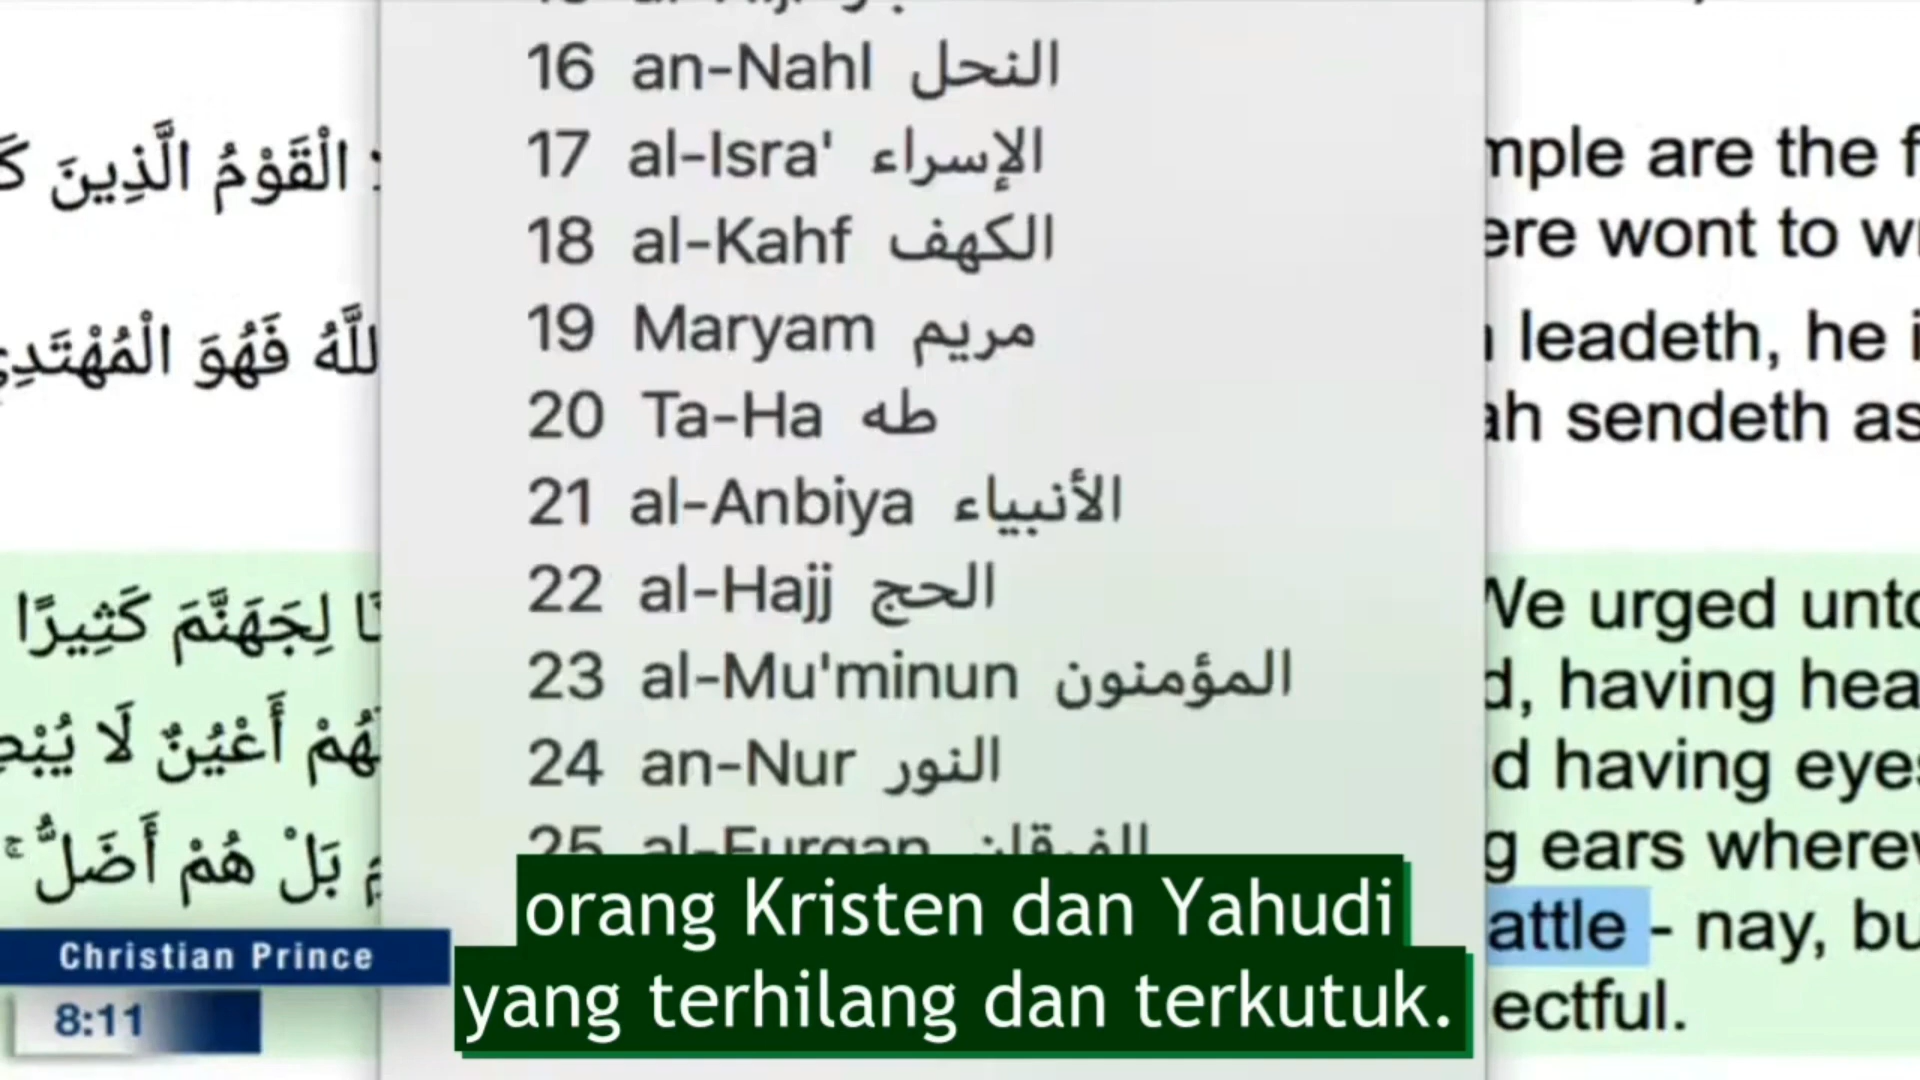 16 an-Nahl النحل
17 al-Isra' الإسراء
18 al-Kahf الكهف
19 Maryam مريم
20 Ta-Ha طه
21 al-Anbiya الأنبياء
22 al-Hajj الحج
23 al-Mu'minun المؤمنون
24 an-Nur النور
25 al-Furqan الفرقان
الْقَوْمُ الَّذِينَ
اللَّهُ فَهُوَ الْمُهْتَدِي
لِجَهَنَّمَ كَثِيرًا
لَهُمْ أَعْيُنٌ لَا
بَلْ هُمْ أَضَلُّ ۚ
mple are the f
ere wont to w
leadeth, he i
ah sendeth as
We urged unto
d, having hea
d having eyes
g ears where
attle - nay, bu
ectful.
orang Kristen dan Yahudi
yang terhilang dan terkutuk.
Christian Prince
8:11